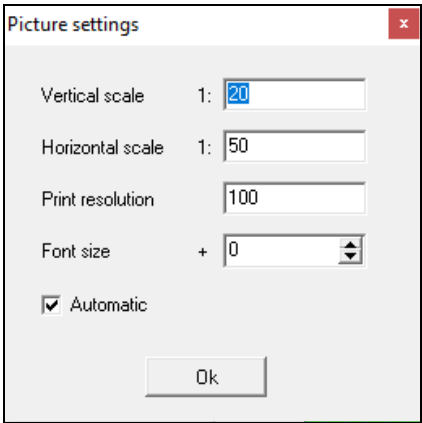 Picture settings x
Vertical scale 1: 20
Horizontal scale 1: 50
Print resolution 100
Font size + 0
Automatic
Ok